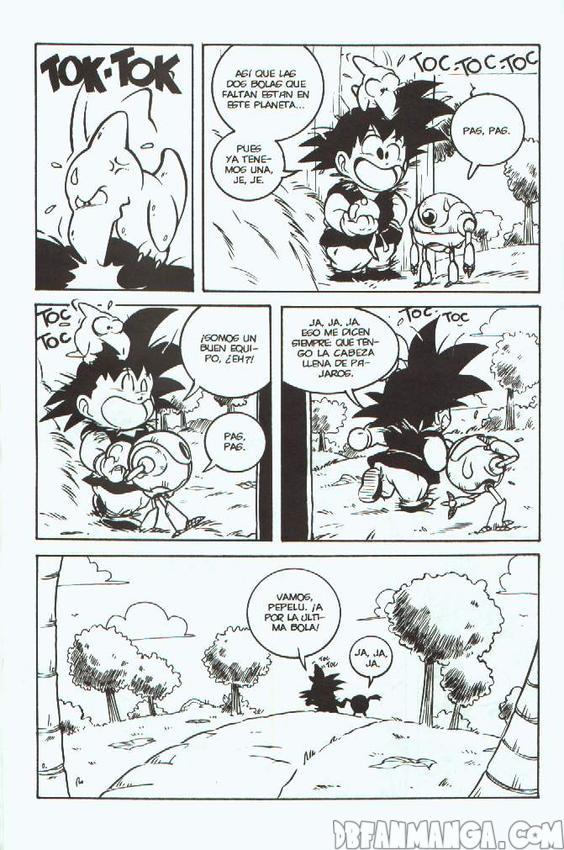 TOK-TOK
ASÍ QUE LAS
DOS BOLAS QUE
FALTAN ESTÁN EN
ESTE PLANETA...
PUES
YA TENE-
MOS UNA,
JE, JE.
TOC-TOC-TOC
PAG, PAG.
TOC
TOC
¡SOMOS UN
BUEN EQUI-
PO, ¿EH?!
PAG,
PAG.
JA, JA, JA.
ESO ME DICEN
SIEMPRE: QUE TEN-
GO LA CABEZA
LLENA DE PÁ-
JAROS.
TOC
TOC
VAMOS,
PEPELU. ¡A
POR LA ÚLTI-
MA BOLA!
TOC
TOC
JA, JA,
JA.
DBFANMANGA.COM